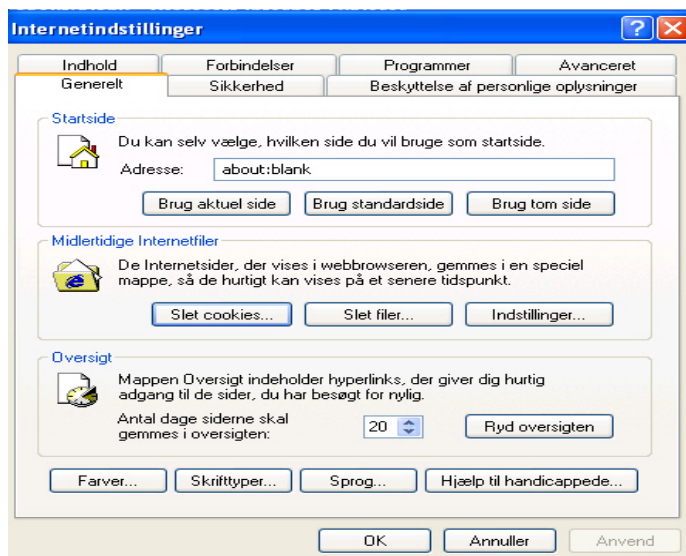 Internetindstillinger
Indhold Forbindelser Programmer Avanceret
Generelt Sikkerhed Beskyttelse af personlige oplysninger
Startside
Du kan selv vælge, hvilken side du vil bruge som startside.
Adresse: about:blank
Brug aktuel side Brug standardside Brug tom side
Midlertidige Internetfiler
De Internetsider, der vises i webbrowseren, gemmes i en speciel
mappe, så de hurtigt kan vises på et senere tidspunkt.
Slet cookies... Slet filer... Indstillinger...
Oversigt
Mappen Oversigt indeholder hyperlinks, der giver dig hurtig
adgang til de sider, du har besøgt for nylig.
Antal dage siderne skal
gemmes i oversigten: 20 Ryd oversigten
Farver... Skrifttyper... Sprog... Hjælp til handicappede...
OK Annuller Anvend